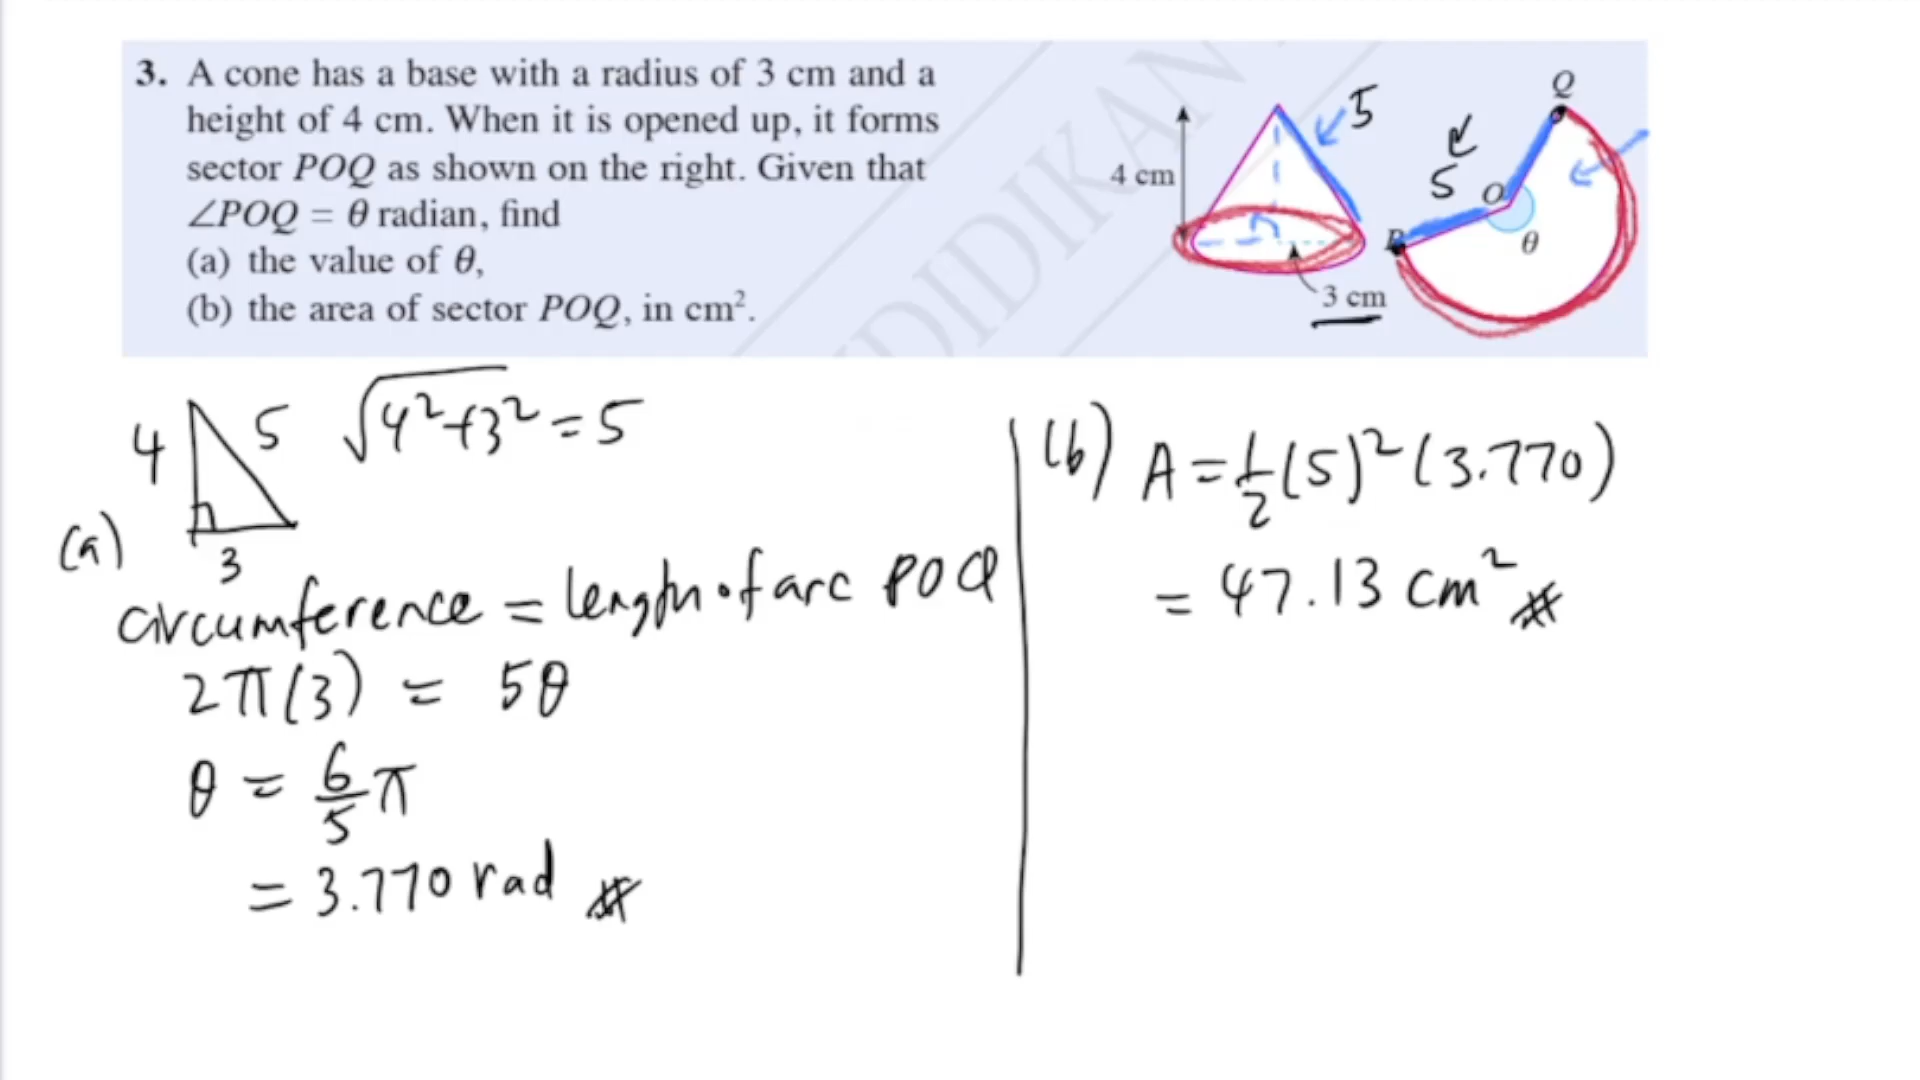 3. A cone has a base with a radius of 3 cm and a
height of 4 cm. When it is opened up, it forms
sector POQ as shown on the right. Given that
∠POQ = θ radian, find
(a) the value of θ,
(b) the area of sector POQ, in cm².
4 cm
5
3 cm
Q
5
O
P
θ
DIDIKAN
4
5
3
√4²+3² = 5
(a)
circumference = length of arc POQ
2π(3) = 5θ
θ = 6/5 π
= 3.770 rad
(b) A = 1/2 (5)² (3.770)
= 47.13 cm²